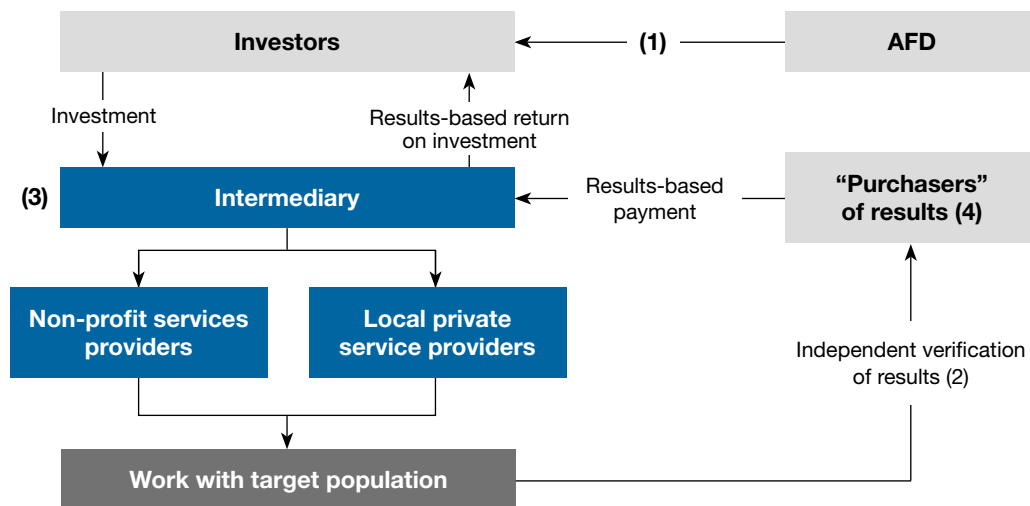 Investors
(1)
AFD
Investment
Results-based return
on investment
(3)
Intermediary
Results-based
payment
“Purchasers”
of results (4)
Non-profit services
providers
Local private
service providers
Independent verification
of results (2)
Work with target population